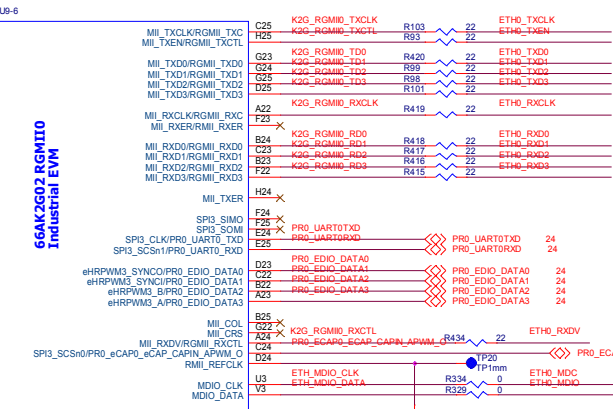 U9-6
66AK2G02 RGMII0
Industrial EVM
MII_TXCLK/RGMII_TXC C25 K2G_RGMII0_TXCLK R103 22 ETH0_TXCLK
MII_TXEN/RGMII_TXCTL H25 K2G_RGMII0_TXCTL R93 22 ETH0_TXEN
MII_TXD0/RGMII_TXD0 G23 K2G_RGMII0_TD0 R420 22 ETH0_TXD0
MII_TXD1/RGMII_TXD1 G24 K2G_RGMII0_TD1 R99 22 ETH0_TXD1
MII_TXD2/RGMII_TXD2 G25 K2G_RGMII0_TD2 R98 22 ETH0_TXD2
MII_TXD3/RGMII_TXD3 D25 K2G_RGMII0_TD3 R101 22 ETH0_TXD3
MII_RXCLK/RGMII_RXC A22 K2G_RGMII0_RXCLK R419 22 ETH0_RXCLK
MII_RXER/RMII_RXER F23
MII_RXD0/RGMII_RXD0 B24 K2G_RGMII0_RD0 R418 22 ETH0_RXD0
MII_RXD1/RGMII_RXD1 C23 K2G_RGMII0_RD1 R417 22 ETH0_RXD1
MII_RXD2/RGMII_RXD2 B23 K2G_RGMII0_RD2 R416 22 ETH0_RXD2
MII_RXD3/RGMII_RXD3 F22 K2G_RGMII0_RD3 R415 22 ETH0_RXD3
MII_TXER H24
SPI3_SIMO F24
SPI3_SOMI F25
SPI3_CLK/PR0_UART0_TXD E24 PR0_UART0TXD PR0_UART0TXD 24
SPI3_SCSn1/PR0_UART0_RXD E25 PR0_UART0RXD PR0_UART0RXD 24
eHRPWM3_SYNCO/PR0_EDIO_DATA0 D23 PR0_EDIO_DATA0 PR0_EDIO_DATA0 24
eHRPWM3_SYNCI/PR0_EDIO_DATA1 C22 PR0_EDIO_DATA1 PR0_EDIO_DATA1 24
eHRPWM3_B/PR0_EDIO_DATA2 B22 PR0_EDIO_DATA2 PR0_EDIO_DATA2 24
eHRPWM3_A/PR0_EDIO_DATA3 A23 PR0_EDIO_DATA3 PR0_EDIO_DATA3 24
MII_COL B25
MII_CRS G22
MII_RXDV/RGMII_RXCTL A24 K2G_RGMII0_RXCTL R434 22 ETH0_RXDV
SPI3_SCSn0/PR0_eCAP0_eCAP_CAPIN_APWM_O C24 PR0_ECAP0_ECAP_CAPIN_APWM_O PR0_ECA
RMII_REFCLK D24 TP20
TP1mm
MDIO_CLK U3 ETH_MDIO_CLK R334 0 ETH0_MDC
MDIO_DATA V3 ETH_MDIO_DATA R329 0 ETH0_MDIO